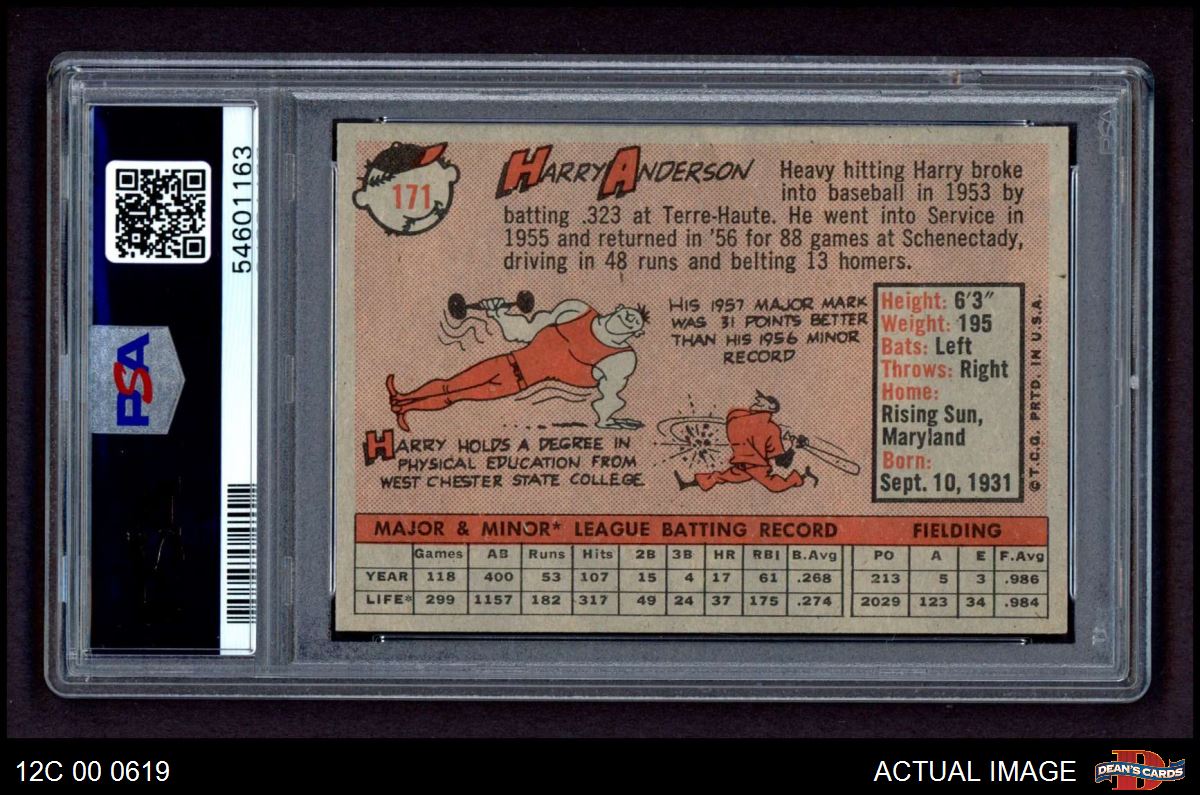 54601163
PSA
171
HARRY ANDERSON
Heavy hitting Harry broke
into baseball in 1953 by
batting .323 at Terre-Haute. He went into Service in
1955 and returned in '56 for 88 games at Schenectady,
driving in 48 runs and belting 13 homers.
HIS 1957 MAJOR MARK
WAS 31 POINTS BETTER
THAN HIS 1956 MINOR
RECORD
HARRY HOLDS A DEGREE IN
PHYSICAL EDUCATION FROM
WEST CHESTER STATE COLLEGE.
Height: 6'3"
Weight: 195
Bats: Left
Throws: Right
Home:
Rising Sun,
Maryland
Born:
Sept. 10, 1931
© T.C.G. PRTD. IN U.S.A.
MAJOR & MINOR* LEAGUE BATTING RECORD FIELDING
Games AB Runs Hits 2B 3B HR RBI B.Avg PO A E F.Avg
YEAR 118 400 53 107 15 4 17 61 .268 213 5 3 .986
LIFE* 299 1157 182 317 49 24 37 175 .274 2029 123 34 .984
PSA
12C 00 0619
ACTUAL IMAGE
D
DEAN'S CARDS